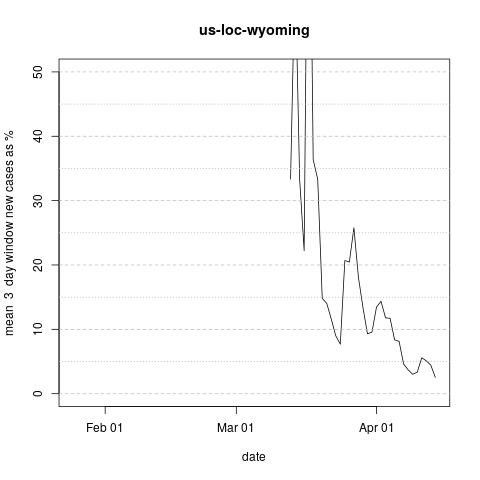 us-loc-wyoming
mean 3 day window new cases as %
50
40
30
20
10
0
Feb 01
Mar 01
Apr 01
date